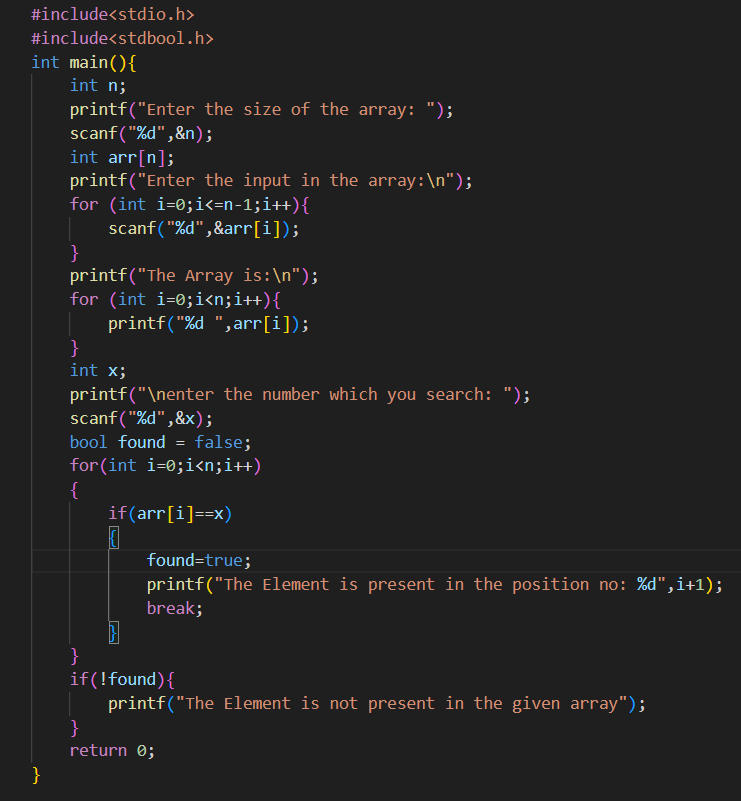 #include<stdio.h>
#include<stdbool.h>
int main(){
    int n;
    printf("Enter the size of the array: ");
    scanf("%d",&n);
    int arr[n];
    printf("Enter the input in the array:\n");
    for (int i=0;i<=n-1;i++){
        scanf("%d",&arr[i]);
    }
    printf("The Array is:\n");
    for (int i=0;i<n;i++){
        printf("%d ",arr[i]);
    }
    int x;
    printf("\nenter the number which you search: ");
    scanf("%d",&x);
    bool found = false;
    for(int i=0;i<n;i++)
    {
        if(arr[i]==x)
        {
            found=true;
            printf("The Element is present in the position no: %d",i+1);
            break;
        }
    }
    if(!found){
        printf("The Element is not present in the given array");
    }
    return 0;
}